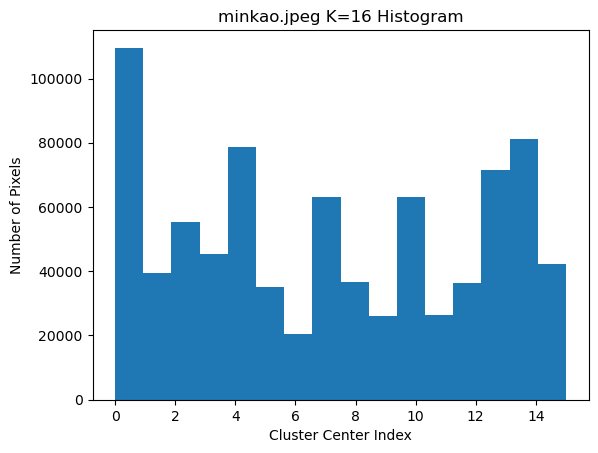 minkao.jpeg K=16 Histogram
Number of Pixels
100000
80000
60000
40000
20000
0
0 2 4 6 8 10 12 14
Cluster Center Index